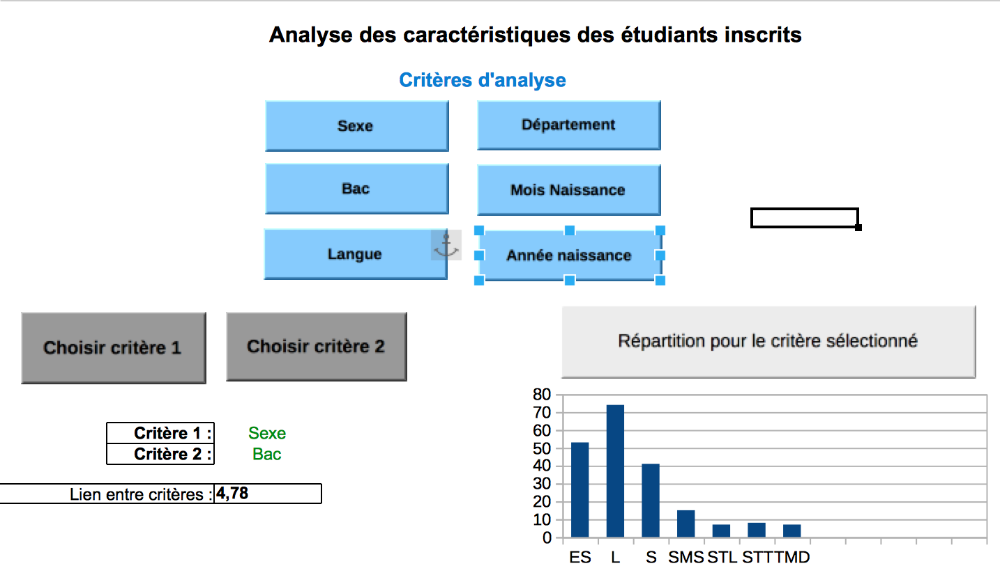 Analyse des caractéristiques des étudiants inscrits
Critères d'analyse
Sexe
Département
Bac
Mois Naissance
Langue
Année naissance
Choisir critère 1
Choisir critère 2
Répartition pour le critère sélectionné
Critère 1 : Sexe
Critère 2 : Bac
Lien entre critères : 4,78
80
70
60
50
40
30
20
10
0
ES L S SMS STL STT TMD